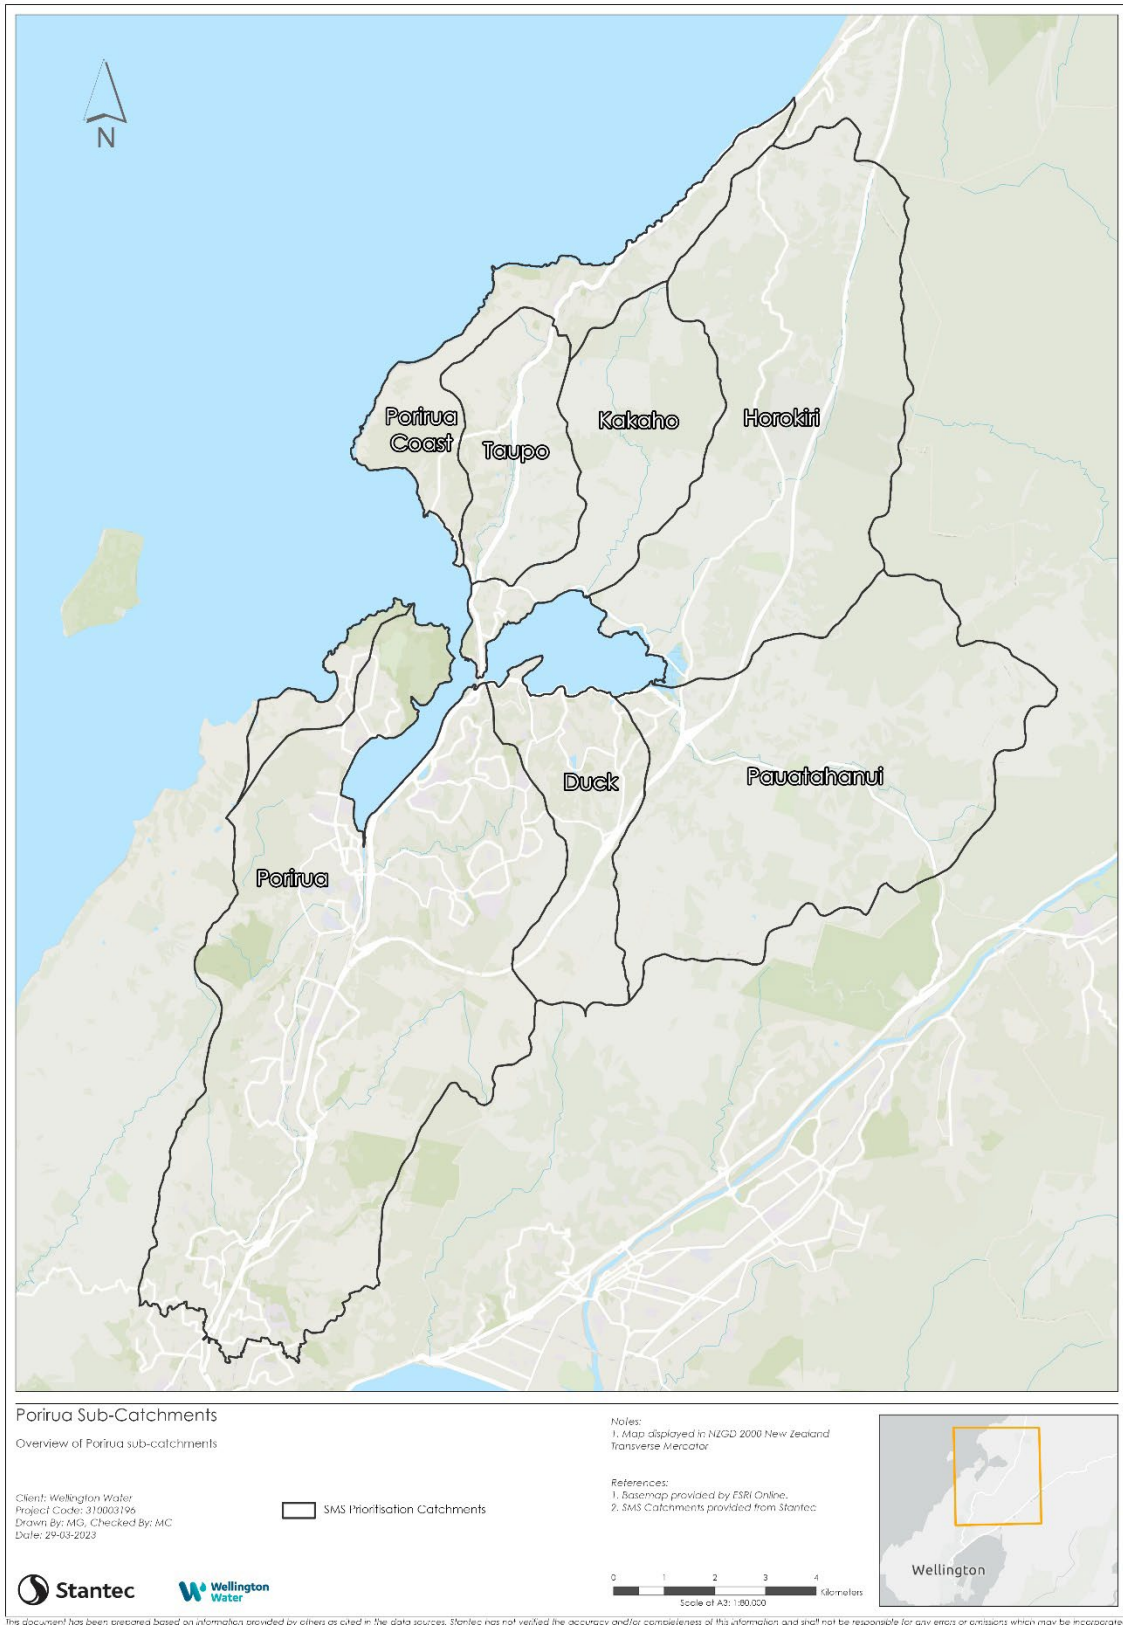 N
Porirua
Coast
Taupo
Kakaho
Horokiri
Duck
Pauatahanui
Porirua
Porirua Sub-Catchments
Overview of Porirua sub-catchments
Client: Wellington Water
Project Code: 310003196
Drawn By: MG, Checked By: MC
Date: 29-03-2023
SMS Prioritisation Catchments
Notes:
1. Map displayed in NZGD 2000 New Zealand
Transverse Mercator
References:
1. Basemap provided by ESRI Online.
2. SMS Catchments provided from Stantec
Stantec
Wellington
Water
0 1 2 3 4
Kilometers
Scale at A3: 1:80,000
Wellington
This document has been prepared based on information provided by others as cited in the data sources. Stantec has not verified the accuracy and/or completeness of this information and shall not be responsible for any errors or omissions which may be incorporate